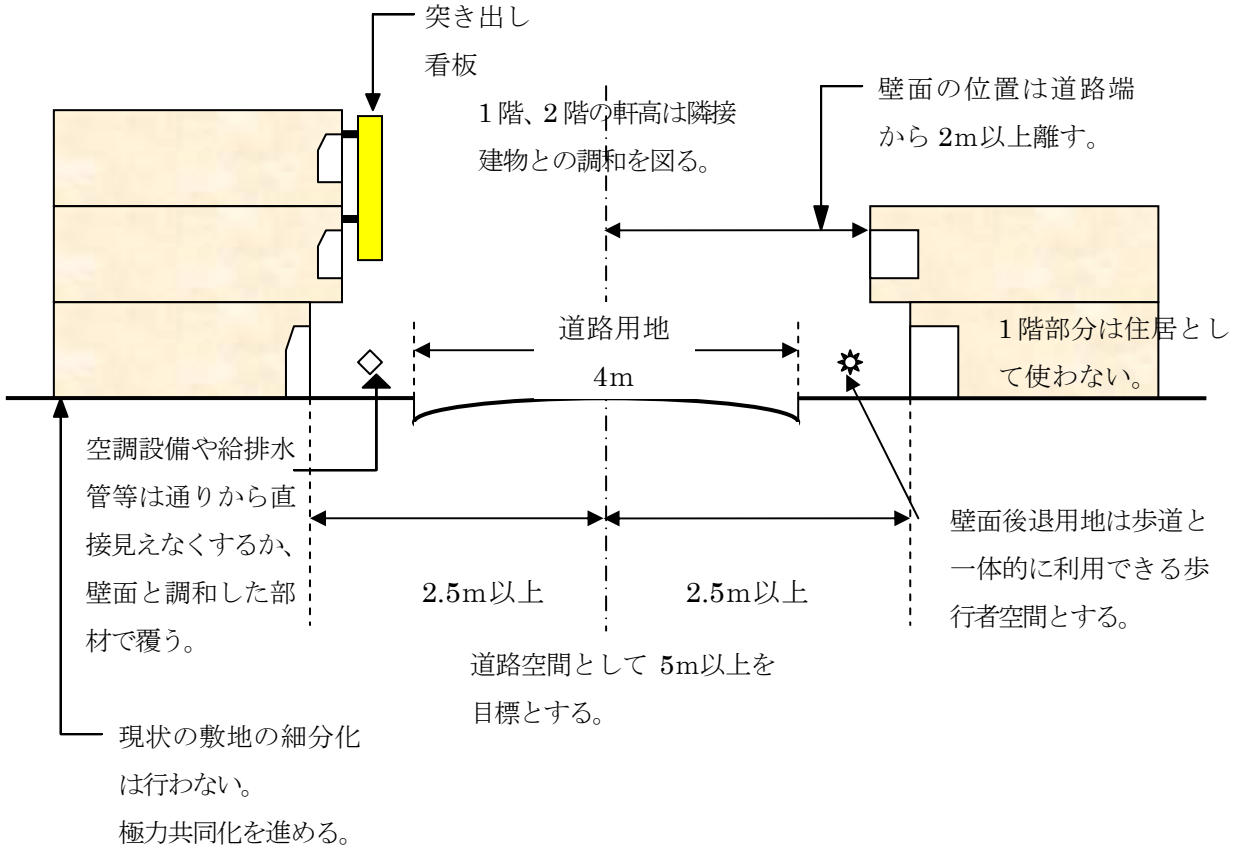 突き出し
看板
1階、2階の軒高は隣接
建物との調和を図る。
壁面の位置は道路端
から 2m以上離す。
道路用地
4m
1階部分は住居とし
て使わない。
空調設備や給排水
管等は通りから直
接見えなくするか、
壁面と調和した部
材で覆う。
2.5m以上
2.5m以上
壁面後退用地は歩道と
一体的に利用できる歩
行者空間とする。
道路空間として 5m以上を
目標とする。
現状の敷地の細分化
は行わない。
極力共同化を進める。